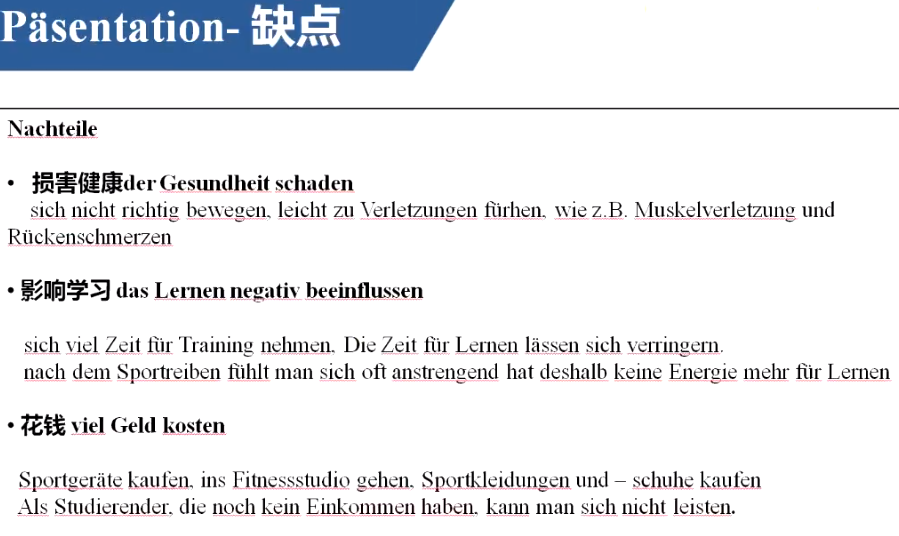 Päsentation- 缺点
Nachteile
• 损害健康der Gesundheit schaden
sich nicht richtig bewegen, leicht zu Verletzungen fürhen, wie z.B. Muskelverletzung und
Rückenschmerzen
• 影响学习 das Lernen negativ beeinflussen
sich viel Zeit für Training nehmen, Die Zeit für Lernen lässen sich verringern.
nach dem Sportreiben fühlt man sich oft anstrengend hat deshalb keine Energie mehr für Lernen
• 花钱 viel Geld kosten
Sportgeräte kaufen, ins Fitnessstudio gehen, Sportkleidungen und – schuhe kaufen
Als Studierender, die noch kein Einkommen haben, kann man sich nicht leisten.